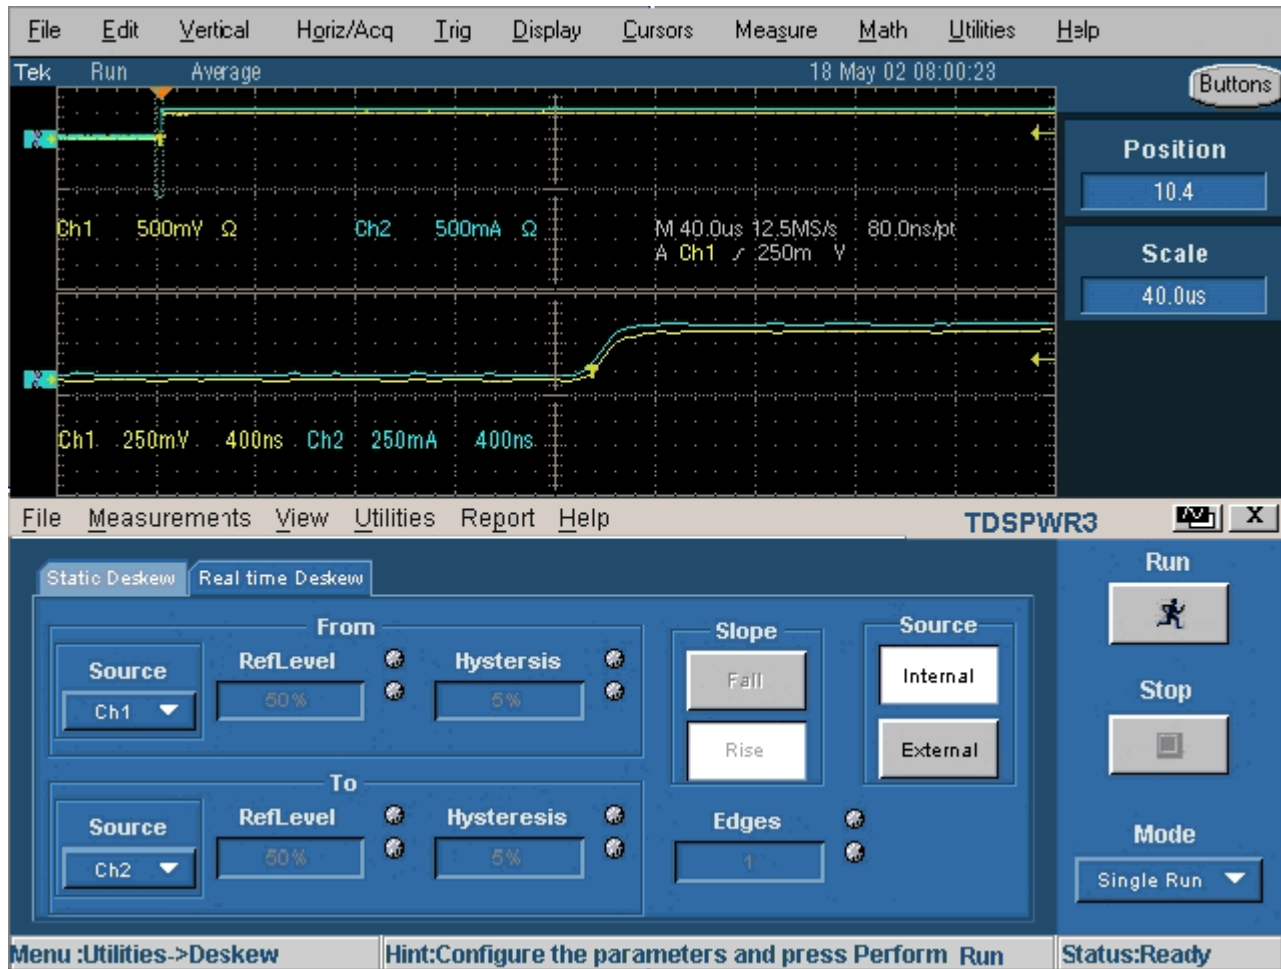 File Edit Vertical Horiz/Acq Trig Display Cursors Measure Math Utilities Help
Tek Run Average 18 May 02 08:00:23
Buttons
Position
10.4
Ch1 500mV Ω Ch2 500mA Ω M 40.0us 12.5MS/s 80.0ns/pt
A Ch1 / 250m V
Scale
40.0us
Ch1 250mV 400ns Ch2 250mA 400ns
File Measurements View Utilities Report Help TDSPWR3 X
Static Deskew Real time Deskew
From
Source RefLevel Hystersis
Ch1 50% 5%
To
Source RefLevel Hysteresis
Ch2 50% 5%
Slope
Fall
Rise
Source
Internal
External
Edges
1
Run
Stop
Mode
Single Run
Menu :Utilities->Deskew Hint:Configure the parameters and press Perform Run Status:Ready